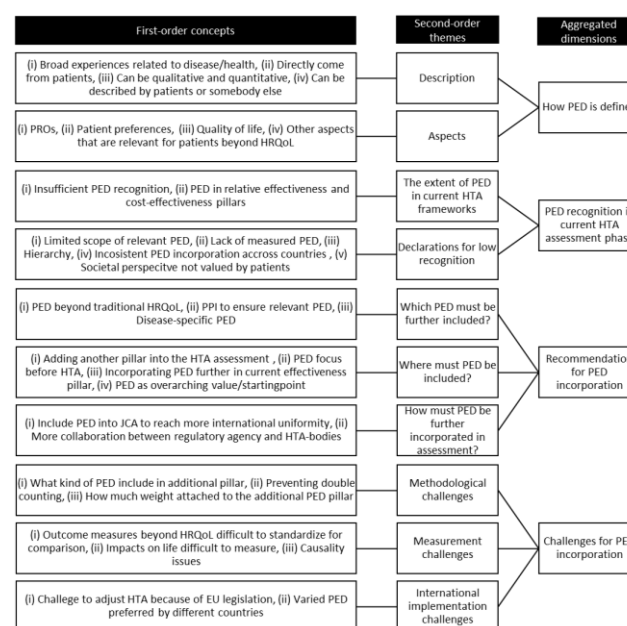 First-order concepts
Second-order
themes
Aggregated
dimensions
(i) Broad experiences related to disease/health, (ii) Directly come
from patients, (iii) Can be qualitative and quantitative, (iv) Can be
described by patients or somebody else
Description
(i) PROs, (ii) Patient preferences, (iii) Quality of life, (iv) Other aspects
that are relevant for patients beyond HRQoL
Aspects
How PED is define
(i) Insufficient PED recognition, (ii) PED in relative effectiveness and
cost-effectiveness pillars
The extent of PED
in current HTA
frameworks
(i) Limited scope of relevant PED, (ii) Lack of measured PED, (iii)
Hierarchy, (iv) Incosistent PED incorporation accross countries , (v)
Societal perspecitve not valued by patients
Declarations for low
recognition
PED recognition i
current HTA
assessment phas
(i) PED beyond traditional HRQoL, (ii) PPI to ensure relevant PED, (iii)
Disease-specific PED
Which PED must be
further included?
(i) Adding another pillar into the HTA assessment , (ii) PED focus
before HTA, (iii) Incorporating PED further in current effectiveness
pillar, (iv) PED as overarching value/startingpoint
Where must PED be
included?
(i) Include PED into JCA to reach more international uniformity, (ii)
More collaboration between regulatory agency and HTA-bodies
How must PED be
further
incorporated in
assessment?
Recommendation
for PED
incorporation
(i) What kind of PED include in additional pillar, (ii) Preventing double
counting, (iii) How much weight attached to the additional PED pillar
Methodological
challenges
(i) Outcome measures beyond HRQoL difficult to standardize for
comparison, (ii) Impacts on life difficult to measure, (iii) Causality
issues
Measurement
challenges
(i) Challege to adjust HTA because of EU legislation, (ii) Varied PED
preferred by different countries
International
implementation
challenges
Challenges for PE
incorporation